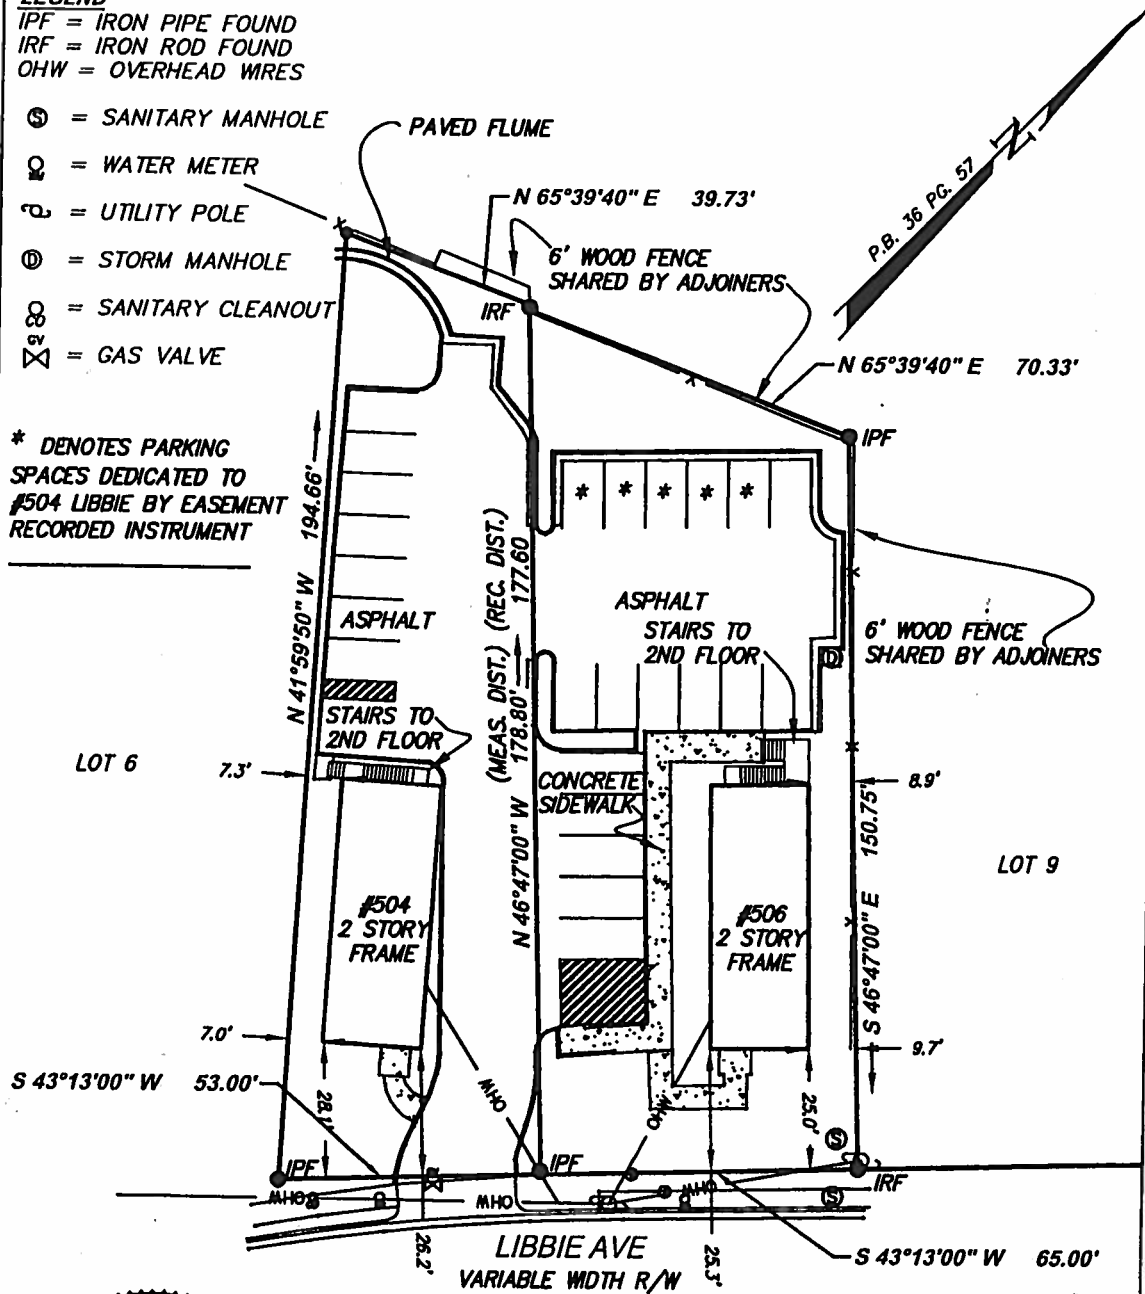 LEGEND
IPF = IRON PIPE FOUND
IRF = IRON ROD FOUND
OHW = OVERHEAD WIRES
Ⓢ = SANITARY MANHOLE
= WATER METER
= UTILITY POLE
Ⓓ = STORM MANHOLE
CO = SANITARY CLEANOUT
GV = GAS VALVE
* DENOTES PARKING
SPACES DEDICATED TO
#504 LIBBIE BY EASEMENT
RECORDED INSTRUMENT
PAVED FLUME
N 65°39'40" E 39.73'
6' WOOD FENCE
SHARED BY ADJOINERS
P.B. 36 PG. 57
N
IRF
N 65°39'40" E 70.33'
IPF
* * * * *
N 41°59'50" W 194.66'
ASPHALT
(MEAS. DIST.) (REC. DIST.)
N 46°47'00" W 178.80' 177.60
ASPHALT
STAIRS TO
2ND FLOOR
D
6' WOOD FENCE
SHARED BY ADJOINERS
STAIRS TO
2ND FLOOR
LOT 6
7.3'
CONCRETE
SIDEWALK
8.9'
S 46°47'00" E 150.75'
LOT 9
#504
2 STORY
FRAME
#506
2 STORY
FRAME
7.0'
9.7'
S 43°13'00" W 53.00'
28.1'
OHW
OHW
25.0'
S
IPF
IPF
IRF
OHW
OHW
OHW
S
26.2'
LIBBIE AVE
VARIABLE WIDTH R/W
25.3'
S 43°13'00" W 65.00'